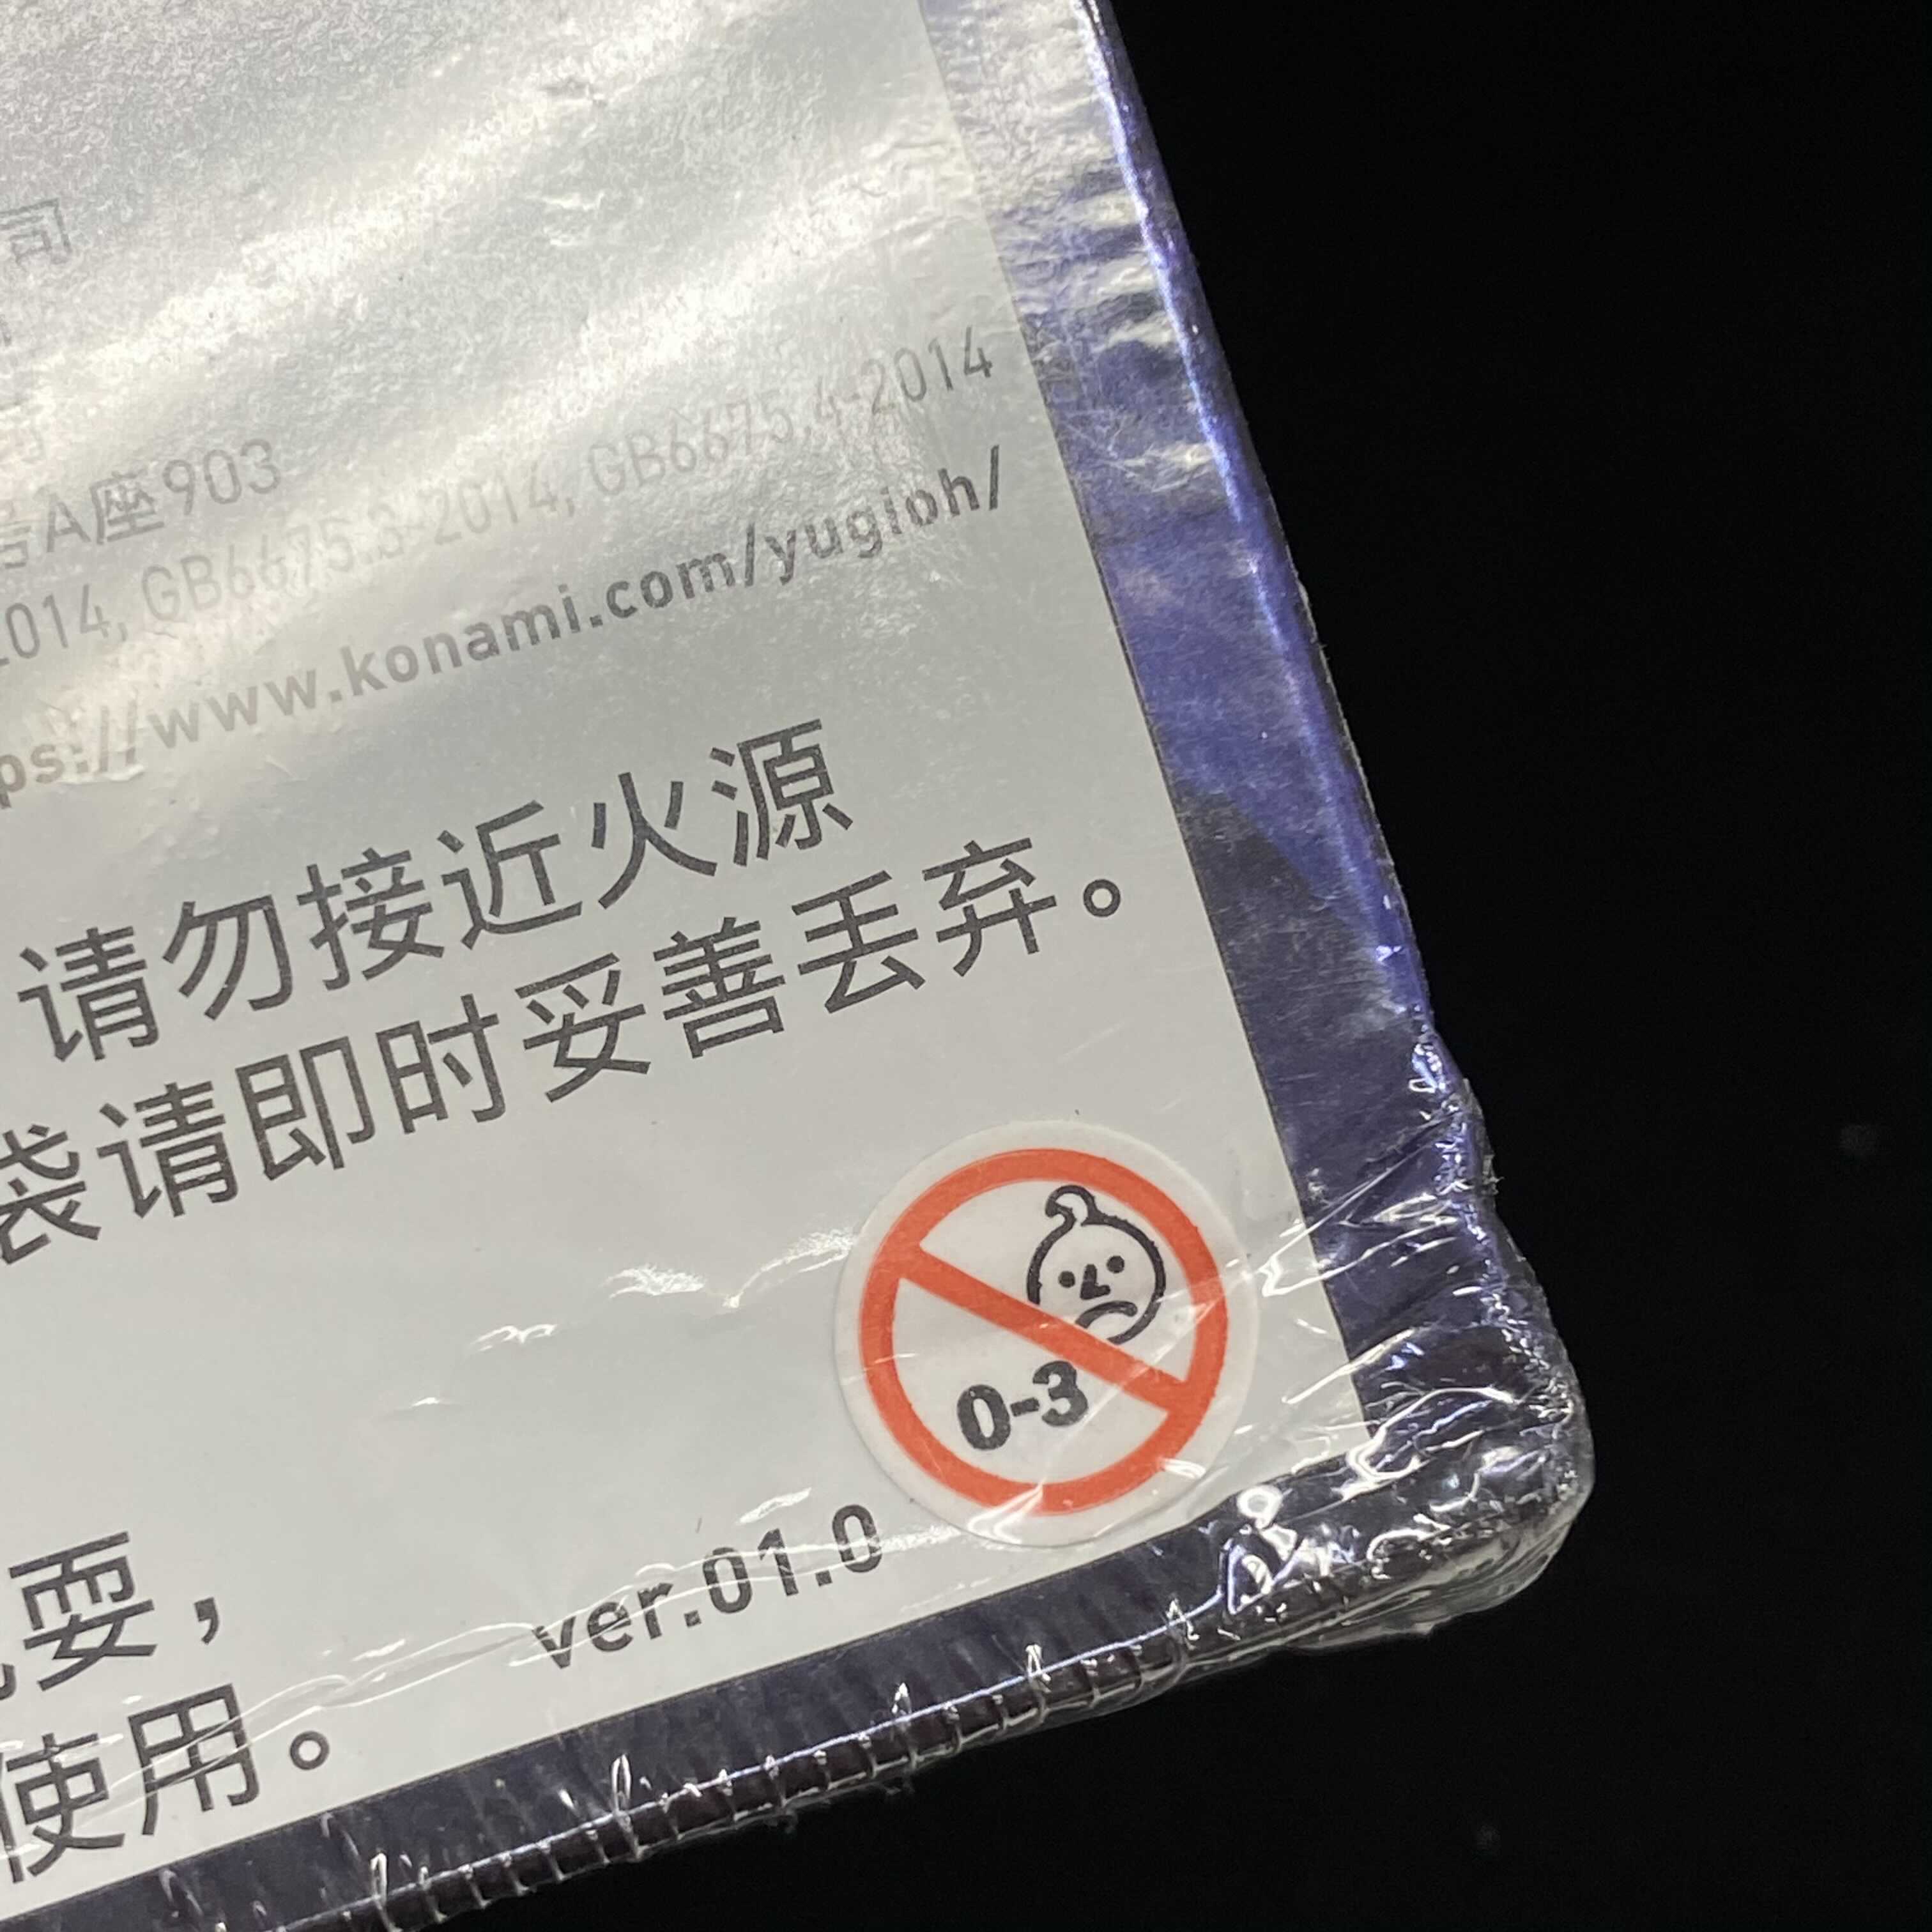 司
号A座903
2014, GB6675.3-2014, GB6675.4-2014
ps://www.konami.com/yugioh/
请勿接近火源
袋请即时妥善丢弃。
0-3
ver.01.0
耍，
使用。